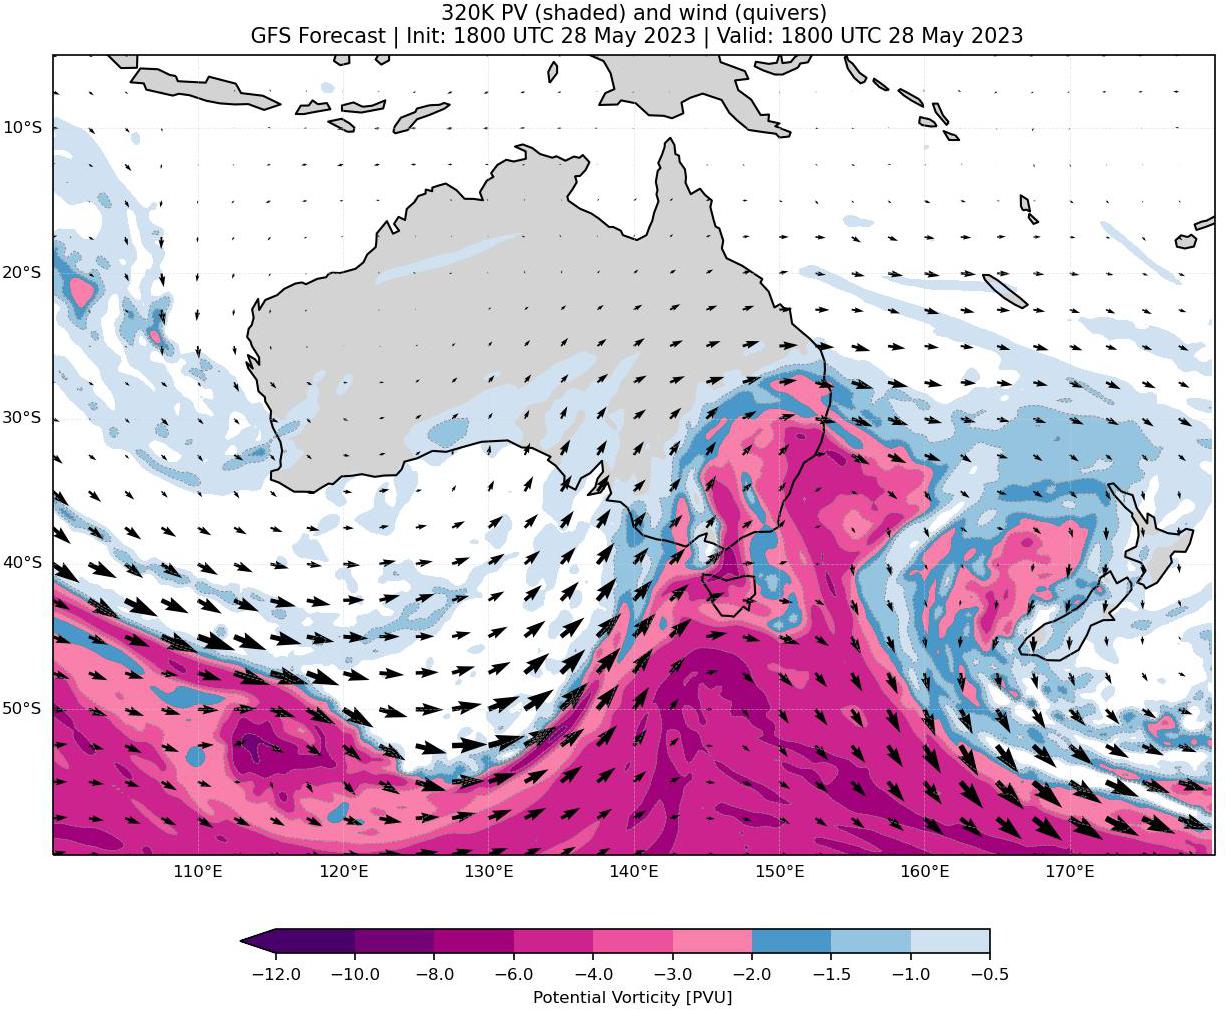 320K PV (shaded) and wind (quivers)
GFS Forecast | Init: 1800 UTC 28 May 2023 | Valid: 1800 UTC 28 May 2023
10°S
20°S
30°S
40°S
50°S
110°E 120°E 130°E 140°E 150°E 160°E 170°E
−12.0 −10.0 −8.0 −6.0 −4.0 −3.0 −2.0 −1.5 −1.0 −0.5
Potential Vorticity [PVU]